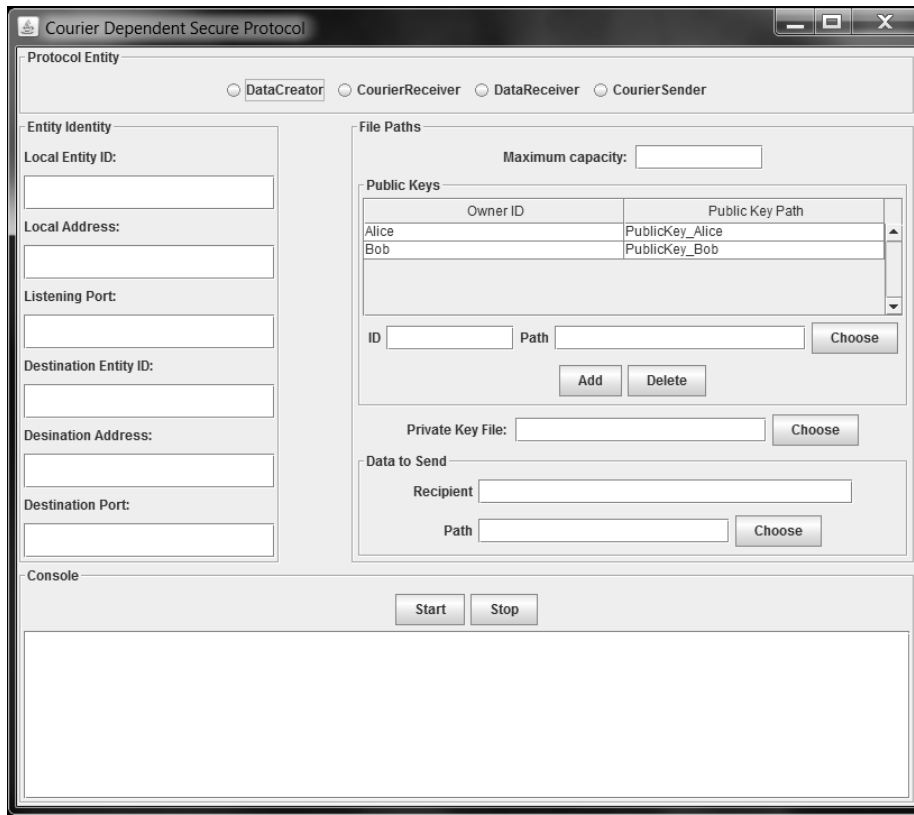 Courier Dependent Secure Protocol
Protocol Entity
DataCreator CourierReceiver DataReceiver CourierSender
Entity Identity
Local Entity ID:
Local Address:
Listening Port:
Destination Entity ID:
Desination Address:
Destination Port:
File Paths
Maximum capacity:
Public Keys
Owner ID Public Key Path
Alice PublicKey_Alice
Bob PublicKey_Bob
ID Path Choose
Add Delete
Private Key File: Choose
Data to Send
Recipient
Path Choose
Console
Start Stop